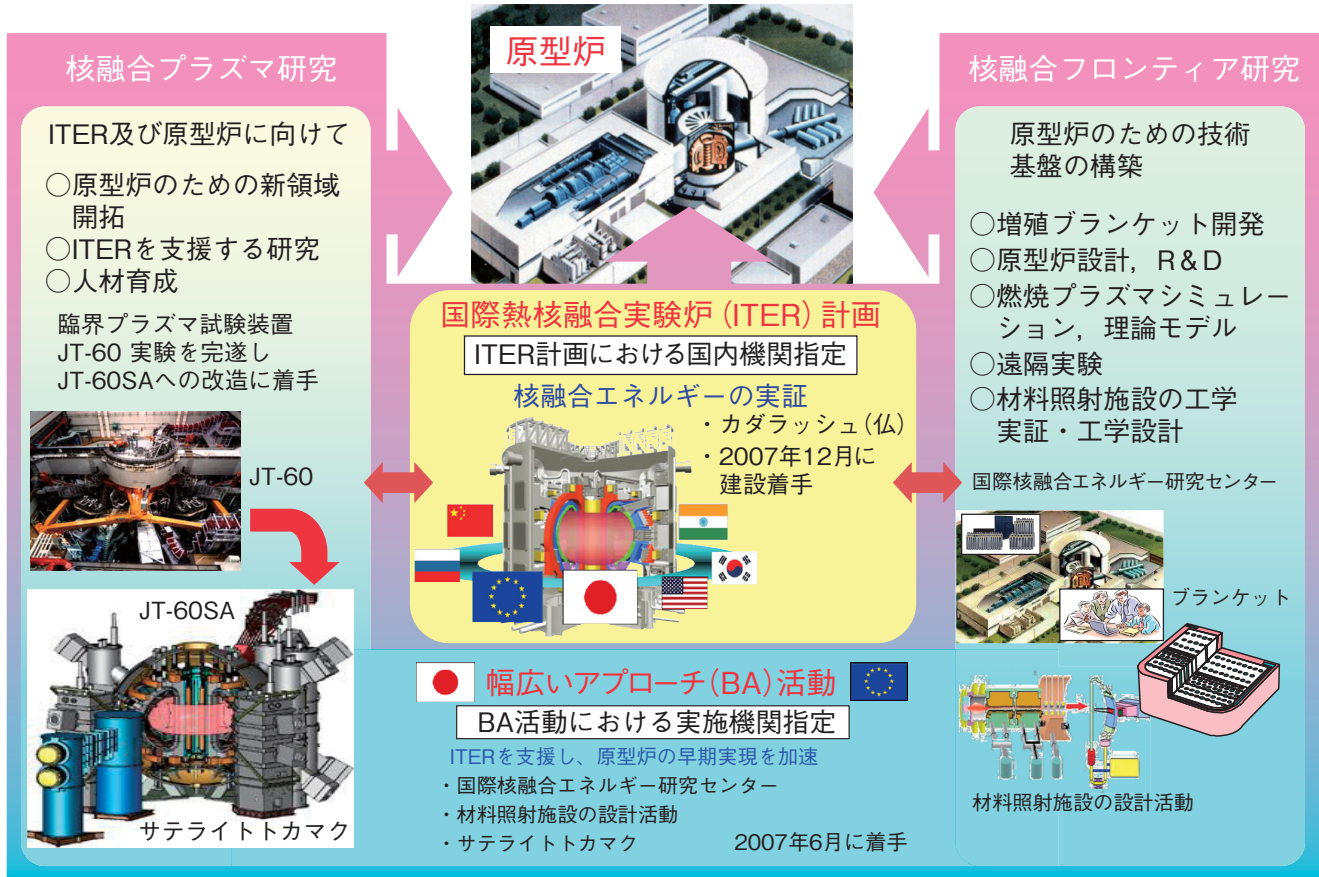 原型炉
核融合プラズマ研究
ITER及び原型炉に向けて
○原型炉のための新領域
開拓
○ITERを支援する研究
○人材育成
臨界プラズマ試験装置
JT-60 実験を完遂し
JT-60SAへの改造に着手
JT-60
JT-60SA
サテライトトカマク
国際熱核融合実験炉(ITER)計画
ITER計画における国内機関指定
核融合エネルギーの実証
・カダラッシュ(仏)
・2007年12月に
建設着手
幅広いアプローチ(BA)活動
BA活動における実施機関指定
ITERを支援し、原型炉の早期実現を加速
・国際核融合エネルギー研究センター
・材料照射施設の設計活動
・サテライトトカマク 2007年6月に着手
核融合フロンティア研究
原型炉のための技術
基盤の構築
○増殖ブランケット開発
○原型炉設計，R＆D
○燃焼プラズマシミュレー
ション，理論モデル
○遠隔実験
○材料照射施設の工学
実証・工学設計
国際核融合エネルギー研究センター
ブランケット
材料照射施設の設計活動